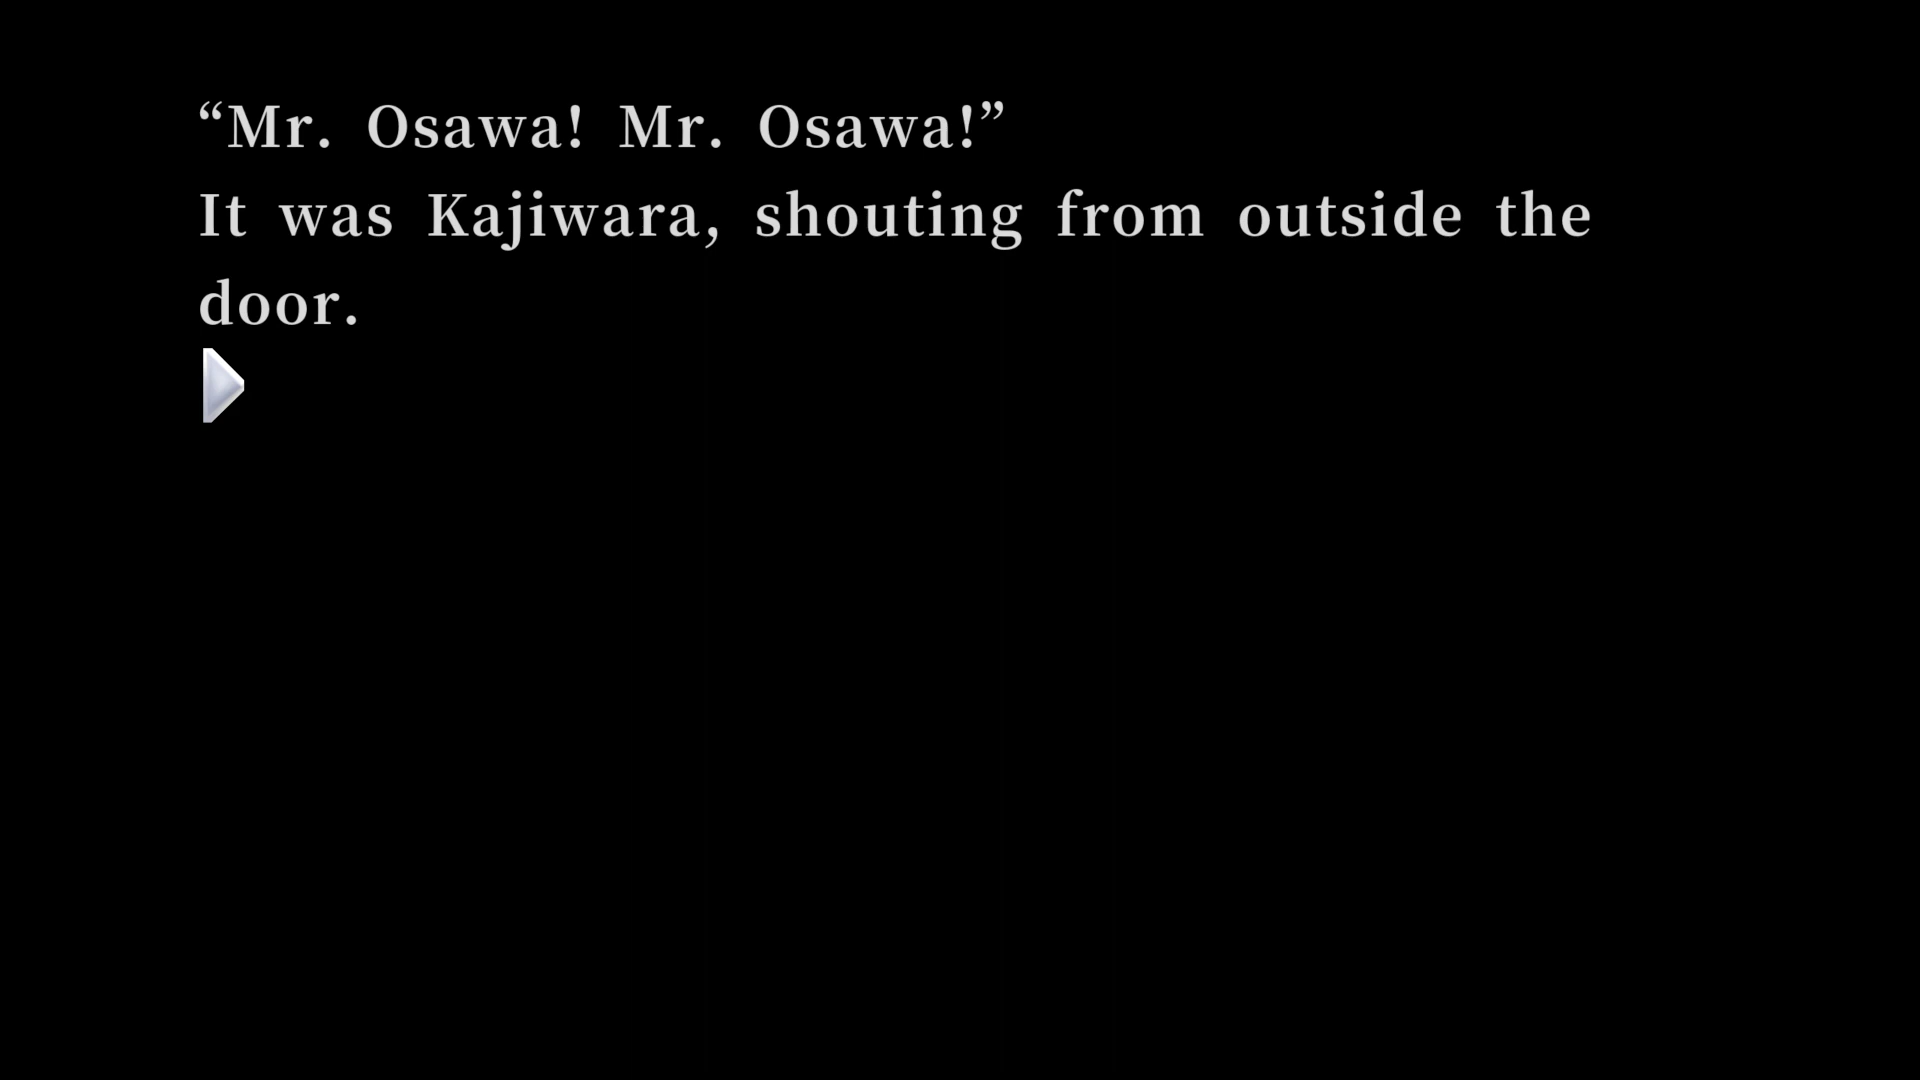 “Mr. Osawa! Mr. Osawa!”
It was Kajiwara, shouting from outside the
door.